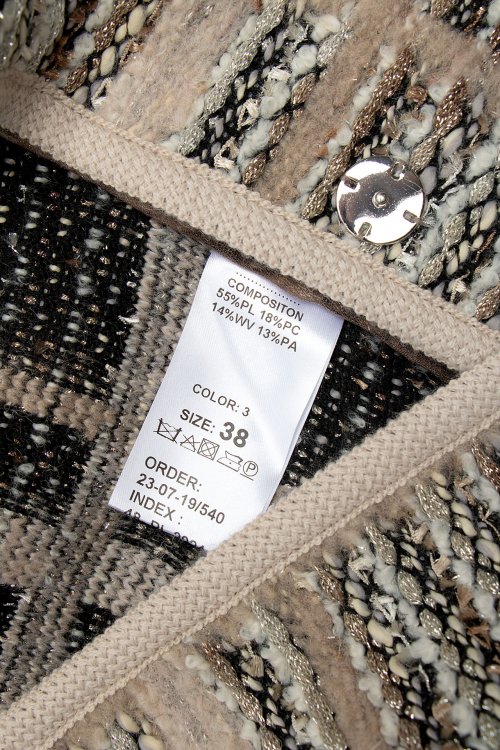 COMPOSITON
55%PL 18%PC
14%WV 13%PA
COLOR: 3
SIZE: 38
ORDER:
23-07-19/540
INDEX :